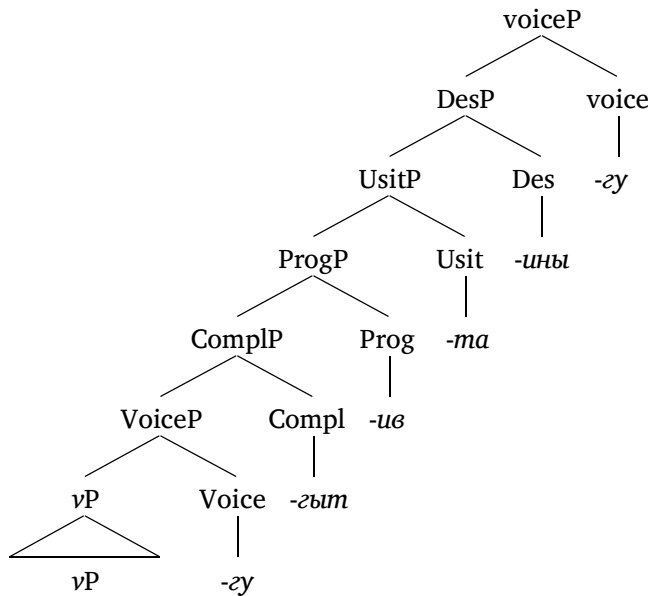 voiceP
DesP voice
UsitP Des -гу
ProgP Usit -ины
ComplP Prog -та
VoiceP Compl -ив
vP Voice -гыт
vP -гу